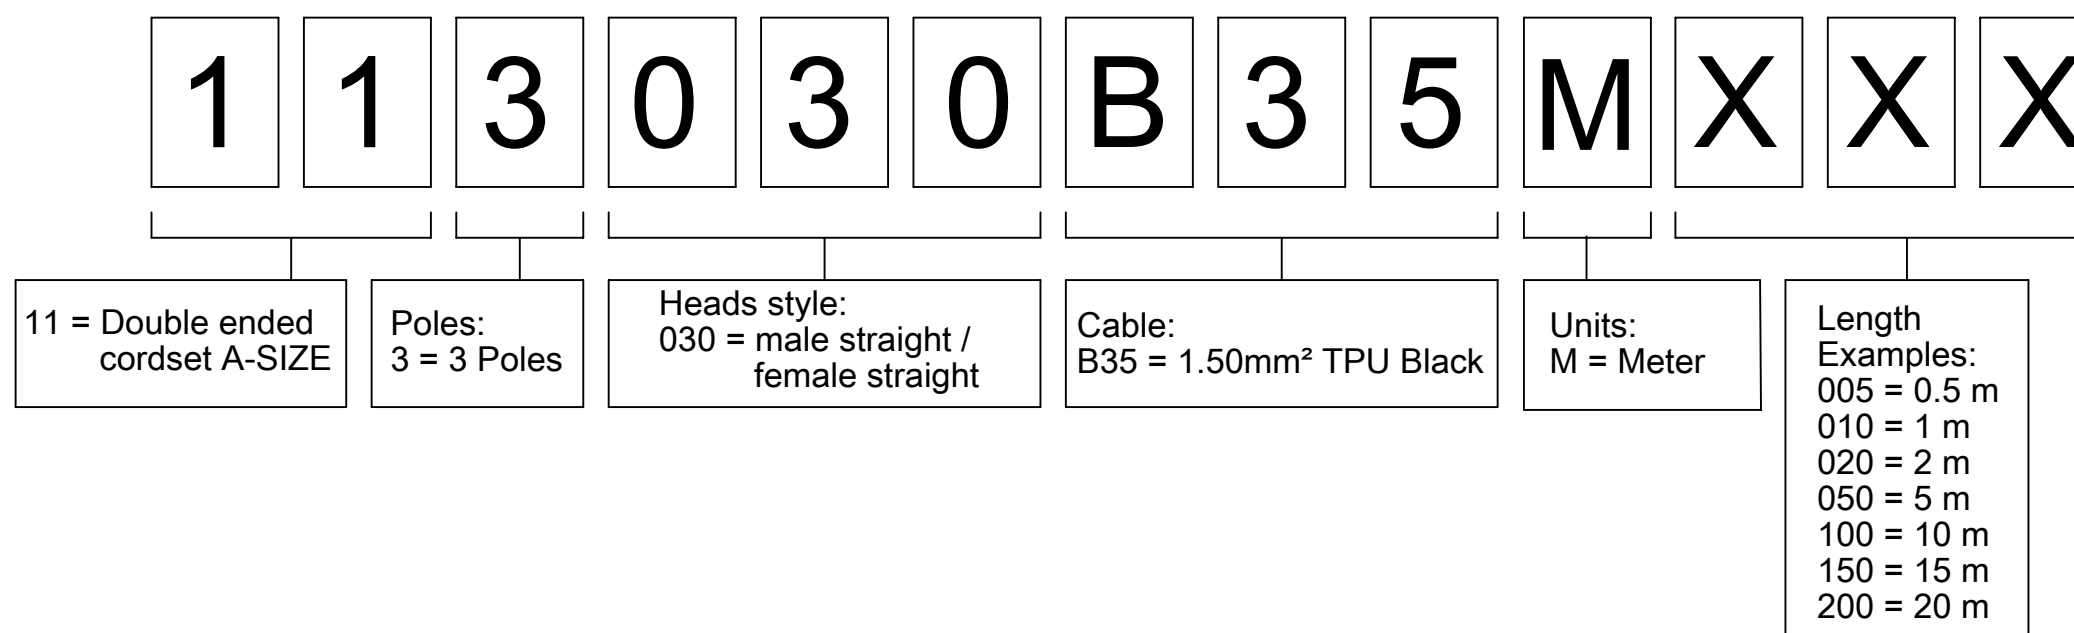 1 1 3 0 3 0 B 3 5 M X X X
11 = Double ended
cordset A-SIZE
Poles:
3 = 3 Poles
Heads style:
030 = male straight /
female straight
Cable:
B35 = 1.50mm² TPU Black
Units:
M = Meter
Length
Examples:
005 = 0.5 m
010 = 1 m
020 = 2 m
050 = 5 m
100 = 10 m
150 = 15 m
200 = 20 m